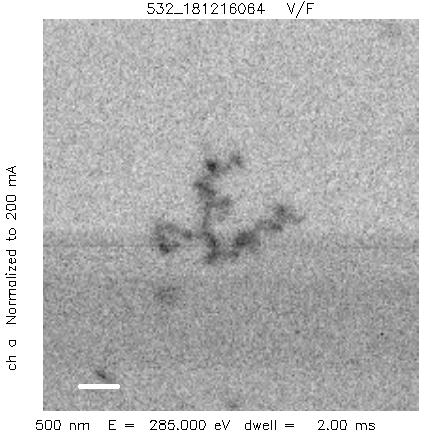 532_181216064 V/F
ch a Normalized to 200 mA
500 nm E = 285.000 eV dwell = 2.00 ms